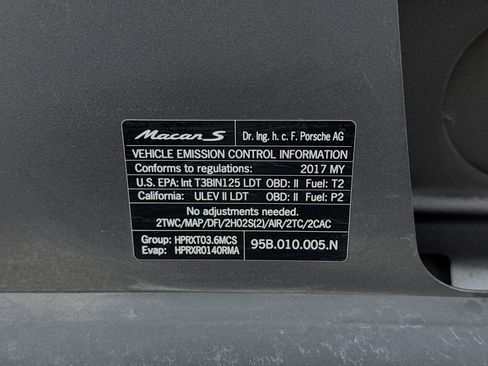 Macan S Dr. Ing. h. c. F. Porsche AG
VEHICLE EMISSION CONTROL INFORMATION
Conforms to regulations: 2017 MY
U.S. EPA: Int T3BIN125 LDT OBD: II Fuel: T2
California: ULEV II LDT OBD: II Fuel: P2
No adjustments needed.
2TWC/MAP/DFI/2HO2S(2)/AIR/2TC/2CAC
Group: HPRXT03.6MCS
Evap: HPRXR0140RMA
95B.010.005.N